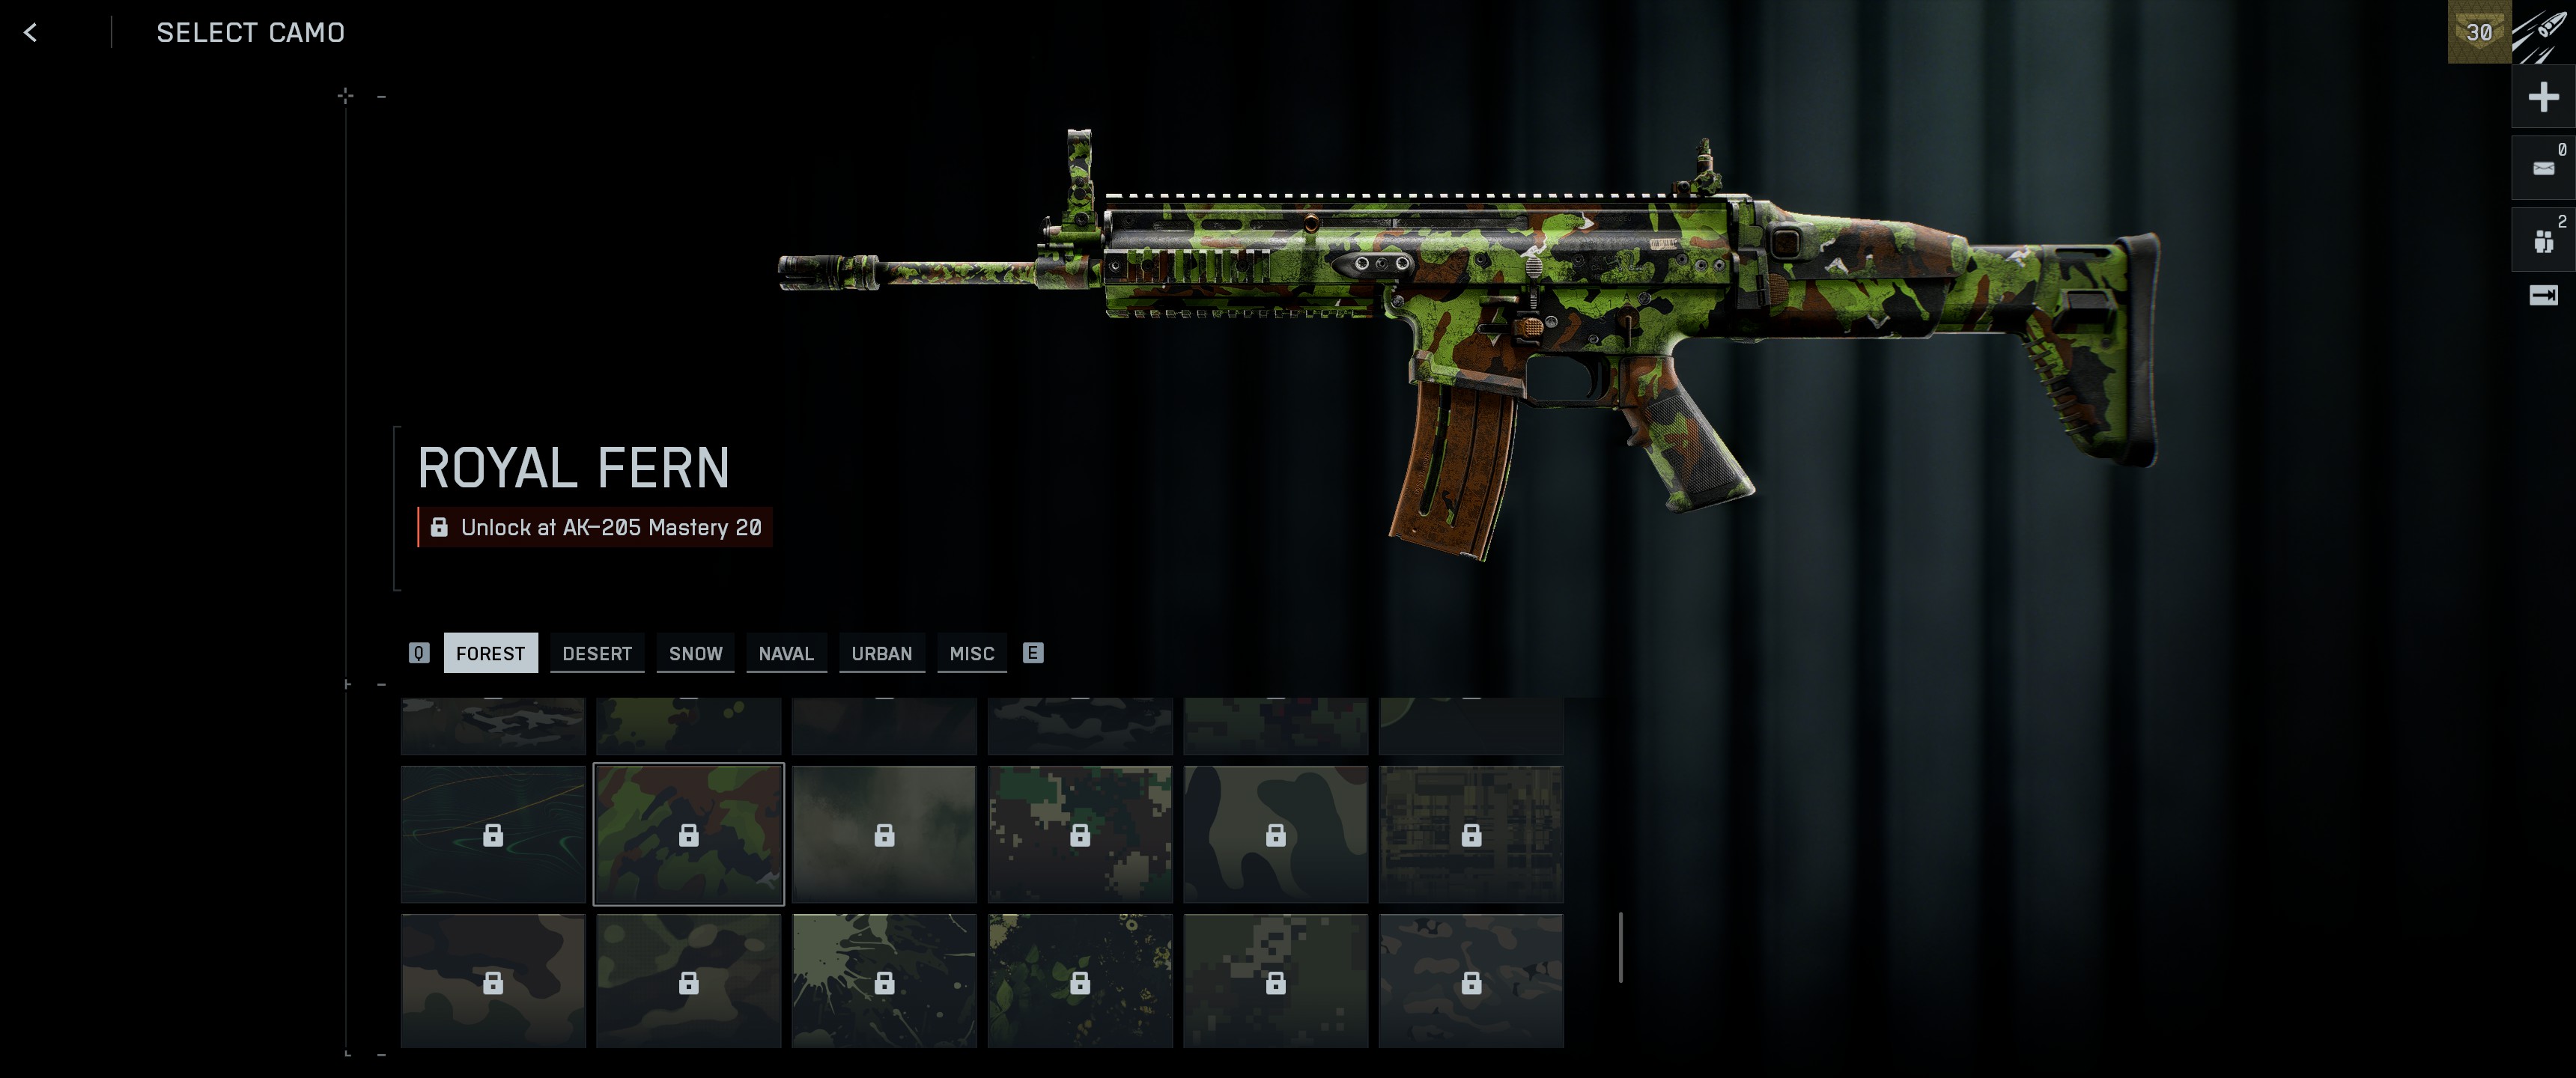 SELECT CAMO
30
0
2
ROYAL FERN
Unlock at AK-205 Mastery 20
Q FOREST DESERT SNOW NAVAL URBAN MISC E